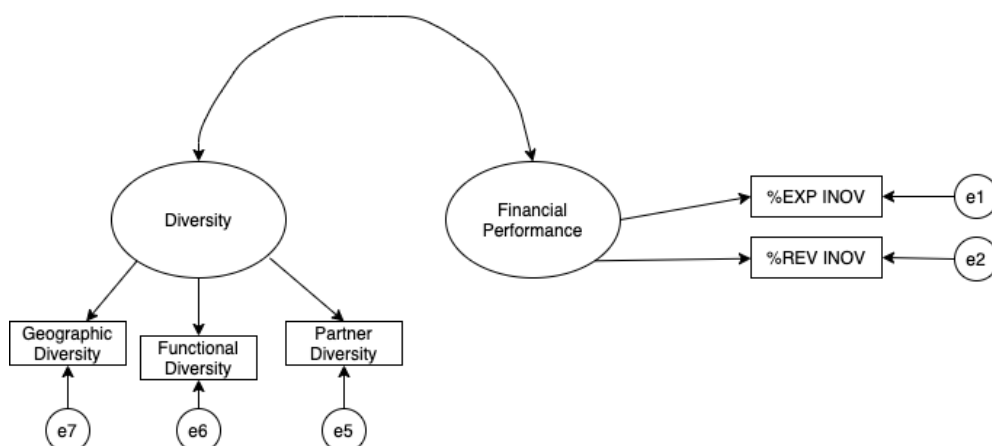 Diversity
Financial
Performance
%EXP INOV
e1
%REV INOV
e2
Geographic
Diversity
Functional
Diversity
Partner
Diversity
e7
e6
e5